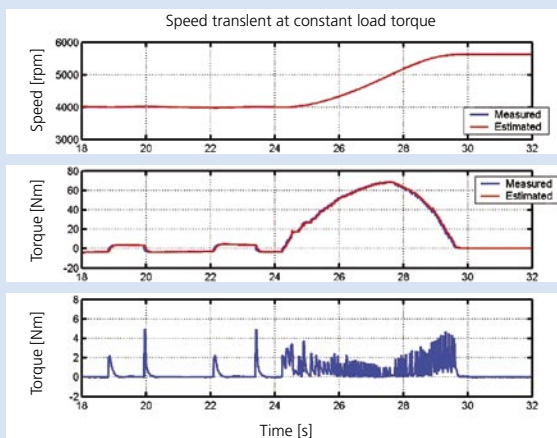 Speed translent at constant load torque
Speed [rpm]
6000
5000
4000
3000
18 20 22 24 26 28 30 32
Measured
Estimated
Torque [Nm]
80
60
40
20
0
-20
18 20 22 24 26 28 30 32
Measured
Estimated
Torque [Nm]
8
6
4
2
0
18 20 22 24 26 28 30 32
Time [s]